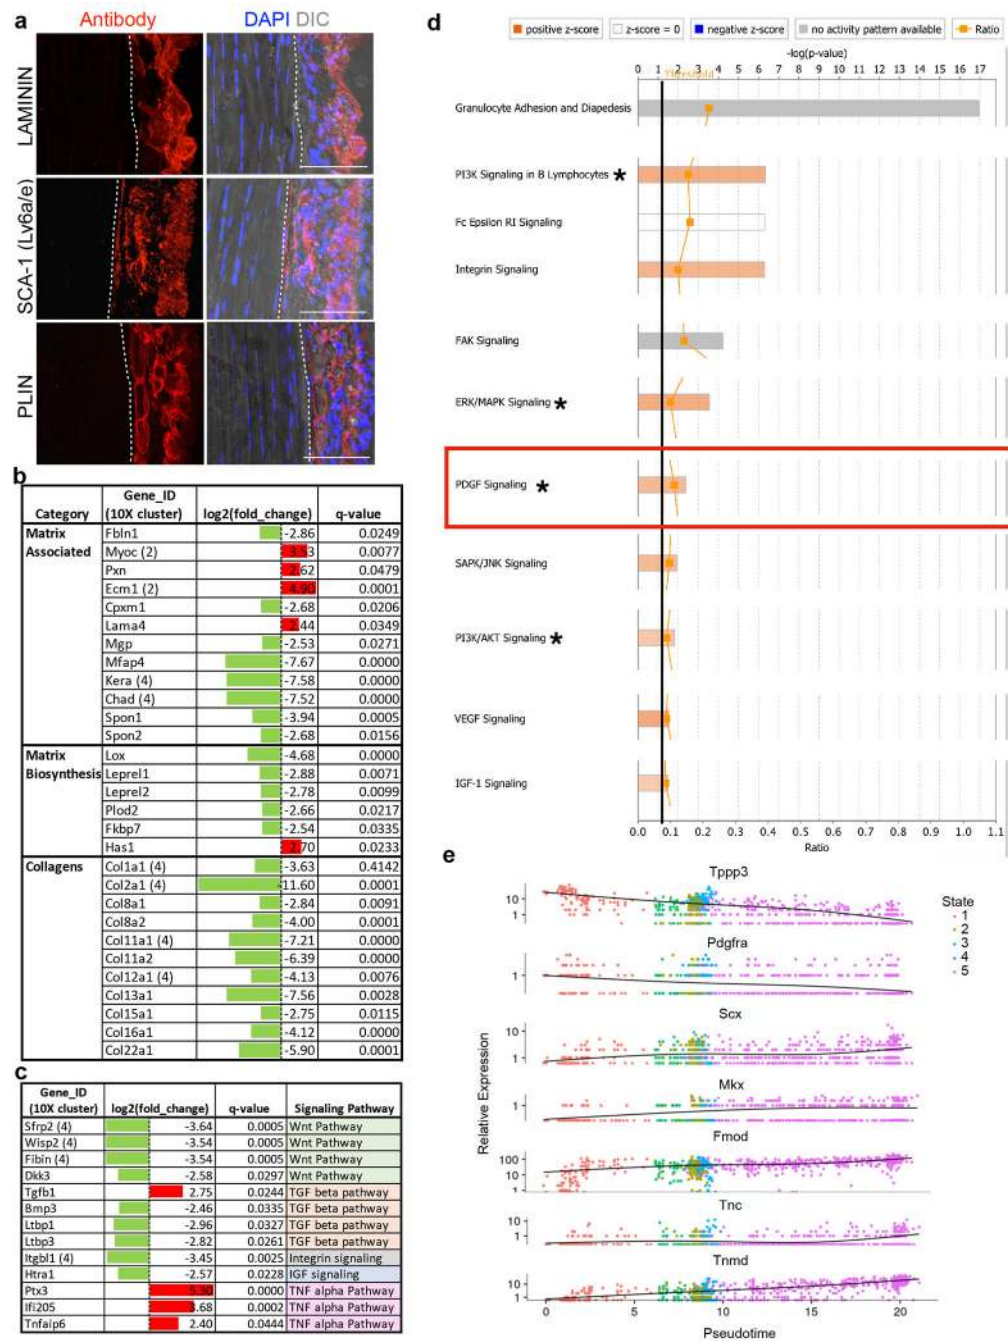 a
Antibody DAPI DIC
LAMININ
SCA-1 (Ly6a/e)
PLIN
b
Category Gene_ID (10X cluster) log2(fold_change) q-value
Matrix Associated
Fbln1 -2.86 0.0249
Myoc (2) 3.53 0.0077
Pxn 2.62 0.0479
Ecm1 (2) 4.90 0.0001
Cpxm1 -2.68 0.0206
Lama4 2.44 0.0349
Mgp -2.53 0.0271
Mfap4 -7.67 0.0000
Kera (4) -7.58 0.0000
Chad (4) -7.52 0.0000
Spon1 -3.94 0.0005
Spon2 -2.68 0.0156
Matrix Biosynthesis
Lox -4.68 0.0000
Leprel1 -2.88 0.0071
Leprel2 -2.78 0.0099
Plod2 -2.66 0.0217
Fkbp7 -2.54 0.0335
Has1 2.70 0.0233
Collagens
Col1a1 (4) -3.63 0.4142
Col2a1 (4) -11.60 0.0001
Col8a1 -2.84 0.0091
Col8a2 -4.00 0.0001
Col11a1 (4) -7.21 0.0000
Col11a2 -6.39 0.0000
Col12a1 (4) -4.13 0.0076
Col13a1 -7.56 0.0028
Col15a1 -2.75 0.0115
Col16a1 -4.12 0.0000
Col22a1 -5.90 0.0001
c
Gene_ID (10X cluster) log2(fold_change) q-value Signaling Pathway
Sfrp2 (4) -3.64 0.0005 Wnt Pathway
Wisp2 (4) -3.54 0.0005 Wnt Pathway
Fibin (4) -3.54 0.0005 Wnt Pathway
Dkk3 -2.58 0.0297 Wnt Pathway
Tgfb1 2.75 0.0244 TGF beta pathway
Bmp3 -2.46 0.0335 TGF beta pathway
Ltbp1 -2.96 0.0327 TGF beta pathway
Ltbp3 -2.82 0.0261 TGF beta pathway
Itgbl1 (4) -3.45 0.0025 Integrin signaling
Htra1 -2.57 0.0228 IGF signaling
Ptx3 0.0000 TNF alpha Pathway
Ifi205 3.68 0.0002 TNF alpha Pathway
Tnfaip6 2.40 0.0444 TNF alpha Pathway
d
positive z-score z-score = 0 negative z-score no activity pattern available Ratio
-log(p-value)
0 1 2 3 4 5 6 7 8 9 10 11 12 13 14 15 16 17
Threshold
Granulocyte Adhesion and Diapedesis
PI3K Signaling in B Lymphocytes *
Fc Epsilon RI Signaling
Integrin Signaling
FAK Signaling
ERK/MAPK Signaling *
PDGF Signaling *
SAPK/JNK Signaling
PI3K/AKT Signaling *
VEGF Signaling
IGF-1 Signaling
0.0 0.1 0.2 0.3 0.4 0.5 0.6 0.7 0.8 0.9 1.0 1.1
Ratio
e
Relative Expression
Tppp3
10
1
Pdgfra
1
Scx
10
1
Mkx
1
Fmod
100
10
1
Tnc
10
1
Tnmd
10
1
0 5 10 15 20
Pseudotime
State
1
2
3
4
5